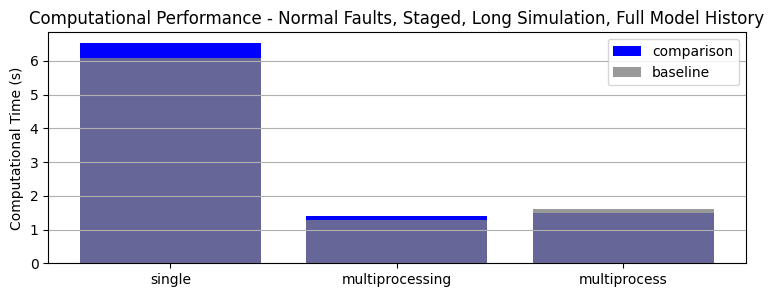 Computational Performance - Normal Faults, Staged, Long Simulation, Full Model History
comparison
baseline
Computational Time (s)
6
5
4
3
2
1
0
single
multiprocessing
multiprocess